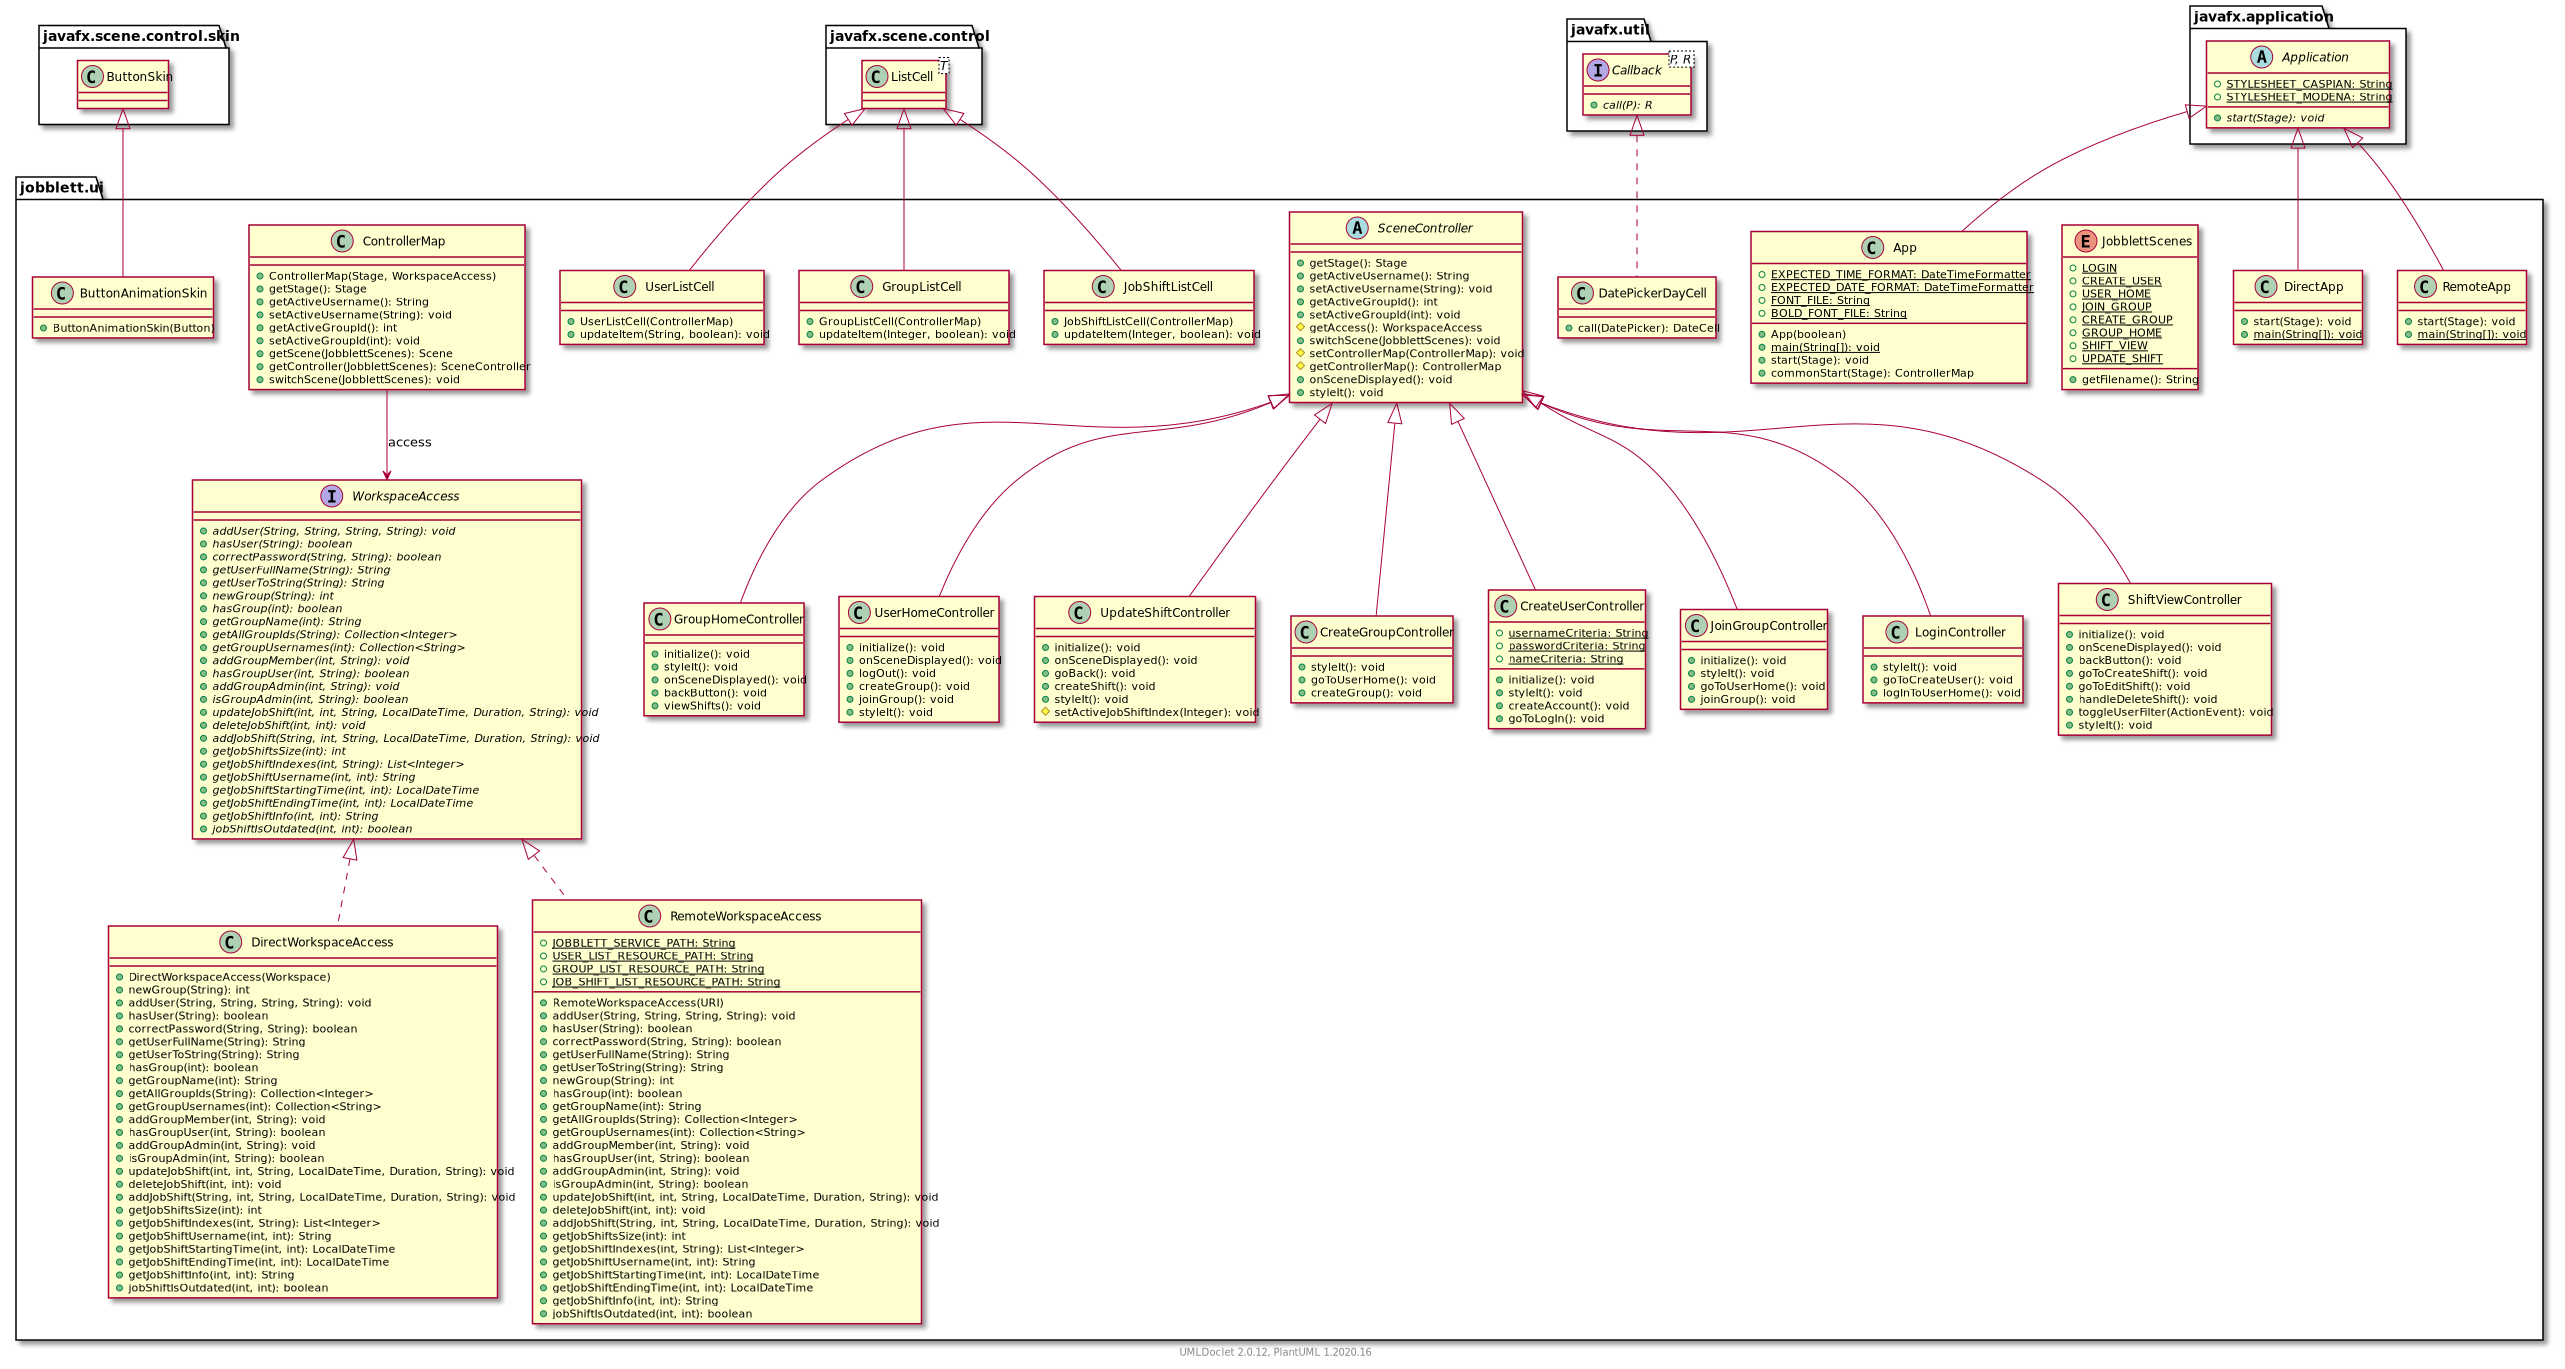 javafx.scene.control.skin
ButtonSkin
javafx.scene.control
ListCell
T
javafx.util
Callback
P, R
call(P): R
javafx.application
Application
STYLESHEET_CASPIAN: String
STYLESHEET_MODENA: String
start(Stage): void
jobblett.ui
ButtonAnimationSkin
ButtonAnimationSkin(Button)
ControllerMap
ControllerMap(Stage, WorkspaceAccess)
getStage(): Stage
getActiveUsername(): String
setActiveUsername(String): void
getActiveGroupId(): int
setActiveGroupId(int): void
getScene(JobblettScenes): Scene
getController(JobblettScenes): SceneController
switchScene(JobblettScenes): void
UserListCell
UserListCell(ControllerMap)
updateItem(String, boolean): void
GroupListCell
GroupListCell(ControllerMap)
updateItem(Integer, boolean): void
JobShiftListCell
JobShiftListCell(ControllerMap)
updateItem(Integer, boolean): void
SceneController
getStage(): Stage
getActiveUsername(): String
setActiveUsername(String): void
getActiveGroupId(): int
setActiveGroupId(int): void
getAccess(): WorkspaceAccess
switchScene(JobblettScenes): void
setControllerMap(ControllerMap): void
getControllerMap(): ControllerMap
onSceneDisplayed(): void
styleIt(): void
DatePickerDayCell
call(DatePicker): DateCell
App
EXPECTED_TIME_FORMAT: DateTimeFormatter
EXPECTED_DATE_FORMAT: DateTimeFormatter
FONT_FILE: String
BOLD_FONT_FILE: String
App(boolean)
main(String[]): void
start(Stage): void
commonStart(Stage): ControllerMap
JobblettScenes
LOGIN
CREATE_USER
USER_HOME
JOIN_GROUP
CREATE_GROUP
GROUP_HOME
SHIFT_VIEW
UPDATE_SHIFT
getFilename(): String
DirectApp
start(Stage): void
main(String[]): void
RemoteApp
start(Stage): void
main(String[]): void
access
WorkspaceAccess
addUser(String, String, String, String): void
hasUser(String): boolean
correctPassword(String, String): boolean
getUserFullName(String): String
getUserToString(String): String
newGroup(String): int
hasGroup(int): boolean
getGroupName(int): String
getAllGroupIds(String): Collection<Integer>
getGroupUsernames(int): Collection<String>
addGroupMember(int, String): void
hasGroupUser(int, String): boolean
addGroupAdmin(int, String): void
isGroupAdmin(int, String): boolean
updateJobShift(int, int, String, LocalDateTime, Duration, String): void
deleteJobShift(int, int): void
addJobShift(String, int, String, LocalDateTime, Duration, String): void
getJobShiftsSize(int): int
getJobShiftIndexes(int, String): List<Integer>
getJobShiftUsername(int, int): String
getJobShiftStartingTime(int, int): LocalDateTime
getJobShiftEndingTime(int, int): LocalDateTime
getJobShiftInfo(int, int): String
jobShiftIsOutdated(int, int): boolean
GroupHomeController
initialize(): void
styleIt(): void
onSceneDisplayed(): void
backButton(): void
viewShifts(): void
UserHomeController
initialize(): void
onSceneDisplayed(): void
logOut(): void
createGroup(): void
joinGroup(): void
styleIt(): void
UpdateShiftController
initialize(): void
onSceneDisplayed(): void
goBack(): void
createShift(): void
styleIt(): void
setActiveJobShiftIndex(Integer): void
CreateGroupController
styleIt(): void
goToUserHome(): void
createGroup(): void
CreateUserController
usernameCriteria: String
passwordCriteria: String
nameCriteria: String
initialize(): void
styleIt(): void
createAccount(): void
goToLogIn(): void
JoinGroupController
initialize(): void
styleIt(): void
goToUserHome(): void
joinGroup(): void
LoginController
styleIt(): void
goToCreateUser(): void
logInToUserHome(): void
ShiftViewController
initialize(): void
onSceneDisplayed(): void
backButton(): void
goToCreateShift(): void
goToEditShift(): void
handleDeleteShift(): void
toggleUserFilter(ActionEvent): void
styleIt(): void
DirectWorkspaceAccess
DirectWorkspaceAccess(Workspace)
newGroup(String): int
addUser(String, String, String, String): void
hasUser(String): boolean
correctPassword(String, String): boolean
getUserFullName(String): String
getUserToString(String): String
hasGroup(int): boolean
getGroupName(int): String
getAllGroupIds(String): Collection<Integer>
getGroupUsernames(int): Collection<String>
addGroupMember(int, String): void
hasGroupUser(int, String): boolean
addGroupAdmin(int, String): void
isGroupAdmin(int, String): boolean
updateJobShift(int, int, String, LocalDateTime, Duration, String): void
deleteJobShift(int, int): void
addJobShift(String, int, String, LocalDateTime, Duration, String): void
getJobShiftsSize(int): int
getJobShiftIndexes(int, String): List<Integer>
getJobShiftUsername(int, int): String
getJobShiftStartingTime(int, int): LocalDateTime
getJobShiftEndingTime(int, int): LocalDateTime
getJobShiftInfo(int, int): String
jobShiftIsOutdated(int, int): boolean
RemoteWorkspaceAccess
JOBBLETT_SERVICE_PATH: String
USER_LIST_RESOURCE_PATH: String
GROUP_LIST_RESOURCE_PATH: String
JOB_SHIFT_LIST_RESOURCE_PATH: String
RemoteWorkspaceAccess(URI)
addUser(String, String, String, String): void
hasUser(String): boolean
correctPassword(String, String): boolean
getUserFullName(String): String
getUserToString(String): String
newGroup(String): int
hasGroup(int): boolean
getGroupName(int): String
getAllGroupIds(String): Collection<Integer>
getGroupUsernames(int): Collection<String>
addGroupMember(int, String): void
hasGroupUser(int, String): boolean
addGroupAdmin(int, String): void
isGroupAdmin(int, String): boolean
updateJobShift(int, int, String, LocalDateTime, Duration, String): void
deleteJobShift(int, int): void
addJobShift(String, int, String, LocalDateTime, Duration, String): void
getJobShiftsSize(int): int
getJobShiftIndexes(int, String): List<Integer>
getJobShiftUsername(int, int): String
getJobShiftStartingTime(int, int): LocalDateTime
getJobShiftEndingTime(int, int): LocalDateTime
getJobShiftInfo(int, int): String
jobShiftIsOutdated(int, int): boolean
UMLDoclet 2.0.12, PlantUML 1.2020.16